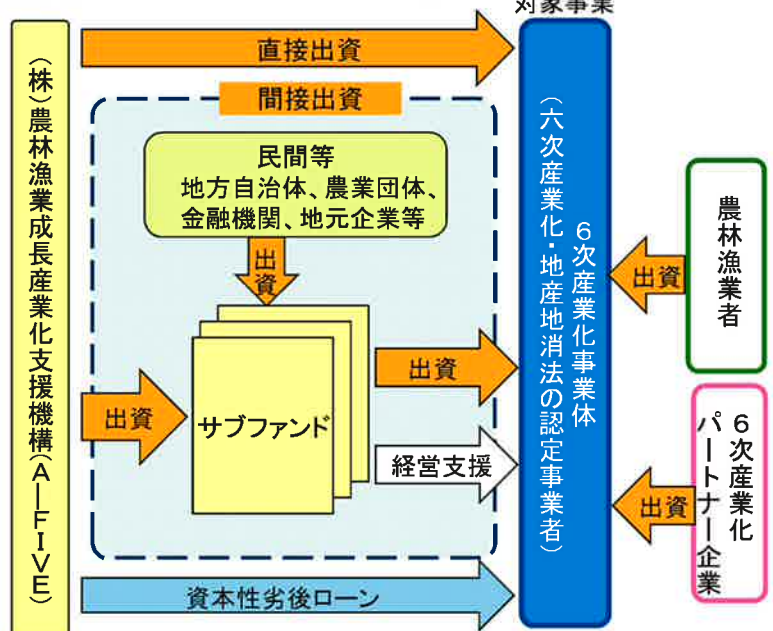 対象事業
(株)農林漁業成長産業化支援機構(A―FIVE)
直接出資
間接出資
民間等
地方自治体、農業団体、
金融機関、地元企業等
出資
出資
サブファンド
出資
経営支援
資本性劣後ローン
6次産業化事業体
(六次産業化・地産地消法の認定事業者)
出資
農林漁業者
出資
6次産業化
パートナー企業